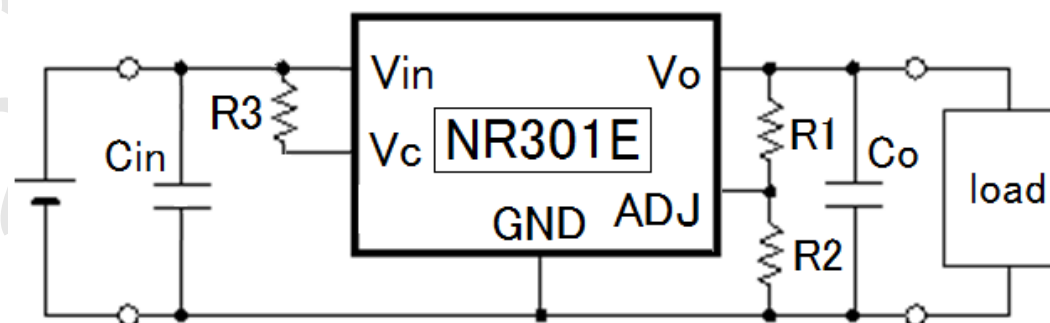 Vin
Vo
R3
R1
Cin
Vc
NR301E
Co
load
GND
ADJ
R2